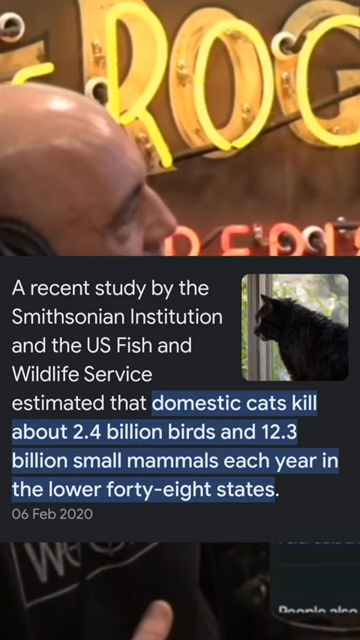 ROG
A recent study by the
Smithsonian Institution
and the US Fish and
Wildlife Service
estimated that domestic cats kill
about 2.4 billion birds and 12.3
billion small mammals each year in
the lower forty-eight states.
06 Feb 2020
People also